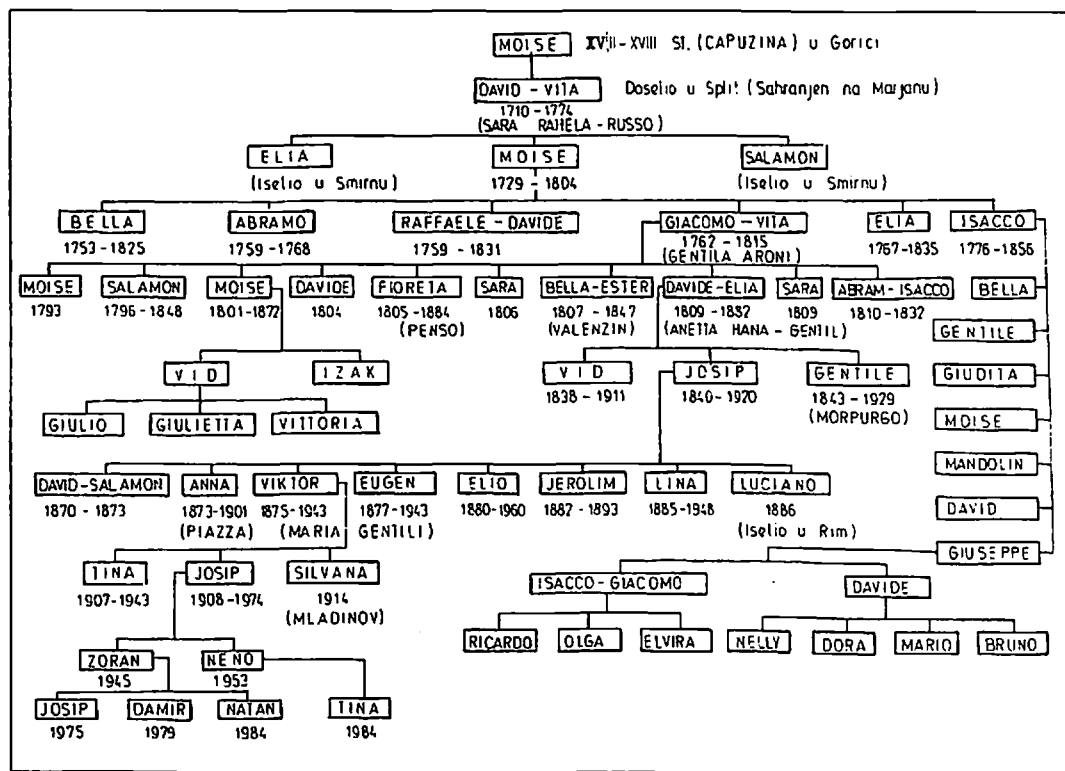 MOISE XVII-XVIII ST. (CAPUZINA) u Gorici
DAVID-VITA Doselio u Split (Sahranjen na Marjanu)
1710-1774
(SARA RAHELA-RUSSO)
ELIA MOISE SALAMON
(Iselio u Smirnu) 1729-1804 (Iselio u Smirnu)
BELLA ABRAMO RAFFAELE-DAVIDE GIACOMO-VITA ELIA ISACCO
1753-1825 1759-1768 1759-1831 1762-1815 1767-1835 1776-1856
(GENTILA ARONI)
MOISE SALAMON MOISE DAVIDE FIORETA SARA BELLA-ESTER DAVIDE-ELIA SARA ABRAM-ISACCO BELLA
1793 1796-1848 1801-1872 1804 1805-1884 1806 1807-1847 1809-1882 1809 1810-1832
(PENSO) (VALENZIN) (ANETTA HANA-GENTIL)
GENTILE
VID IZAK VID JOSIP GENTILE GIUDITA
1838-1911 1840-1920 1843-1929
(MORPURGO)
GIULIO GIULIETTA VITTORIA MOISE
MANDOLIN
DAVID-SALAMON ANNA VIKTOR EUGEN ELIO JEROLIM LINA LUCIANO
1870-1873 1873-1901 1875-1943 1877-1943 1880-1960 1882-1893 1885-1948 1886
DAVID
(PIAZZA) (MARIA GENTILLI) (Iselio u Rim)
GIUSEPPE
TINA JOSIP SILVANA ISACCO-GIACOMO DAVIDE
1907-1943 1908-1974 1914
(MLADINOV)
RICARDO OLGA ELVIRA NELLY DORA MARIO BRUNO
ZORAN NENO
1945 1953
JOSIP DAMIR NATAN TINA
1975 1979 1984 1984